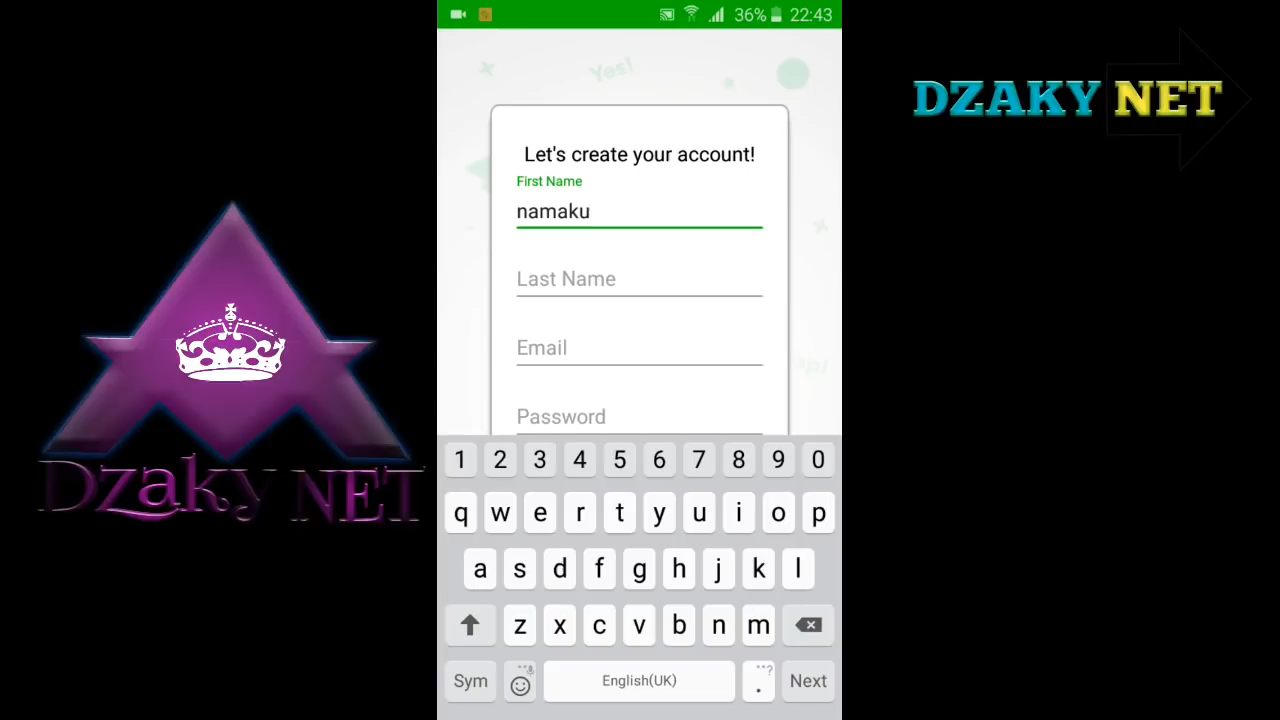 36% 22:43
Yes!
DZAKY NET
Let's create your account!
First Name
namaku
Last Name
Email
Password
Dzaky NET
1 2 3 4 5 6 7 8 9 0
q w e r t y u i o p
a s d f g h j k l
z x c v b n m
Sym English(UK) . Next